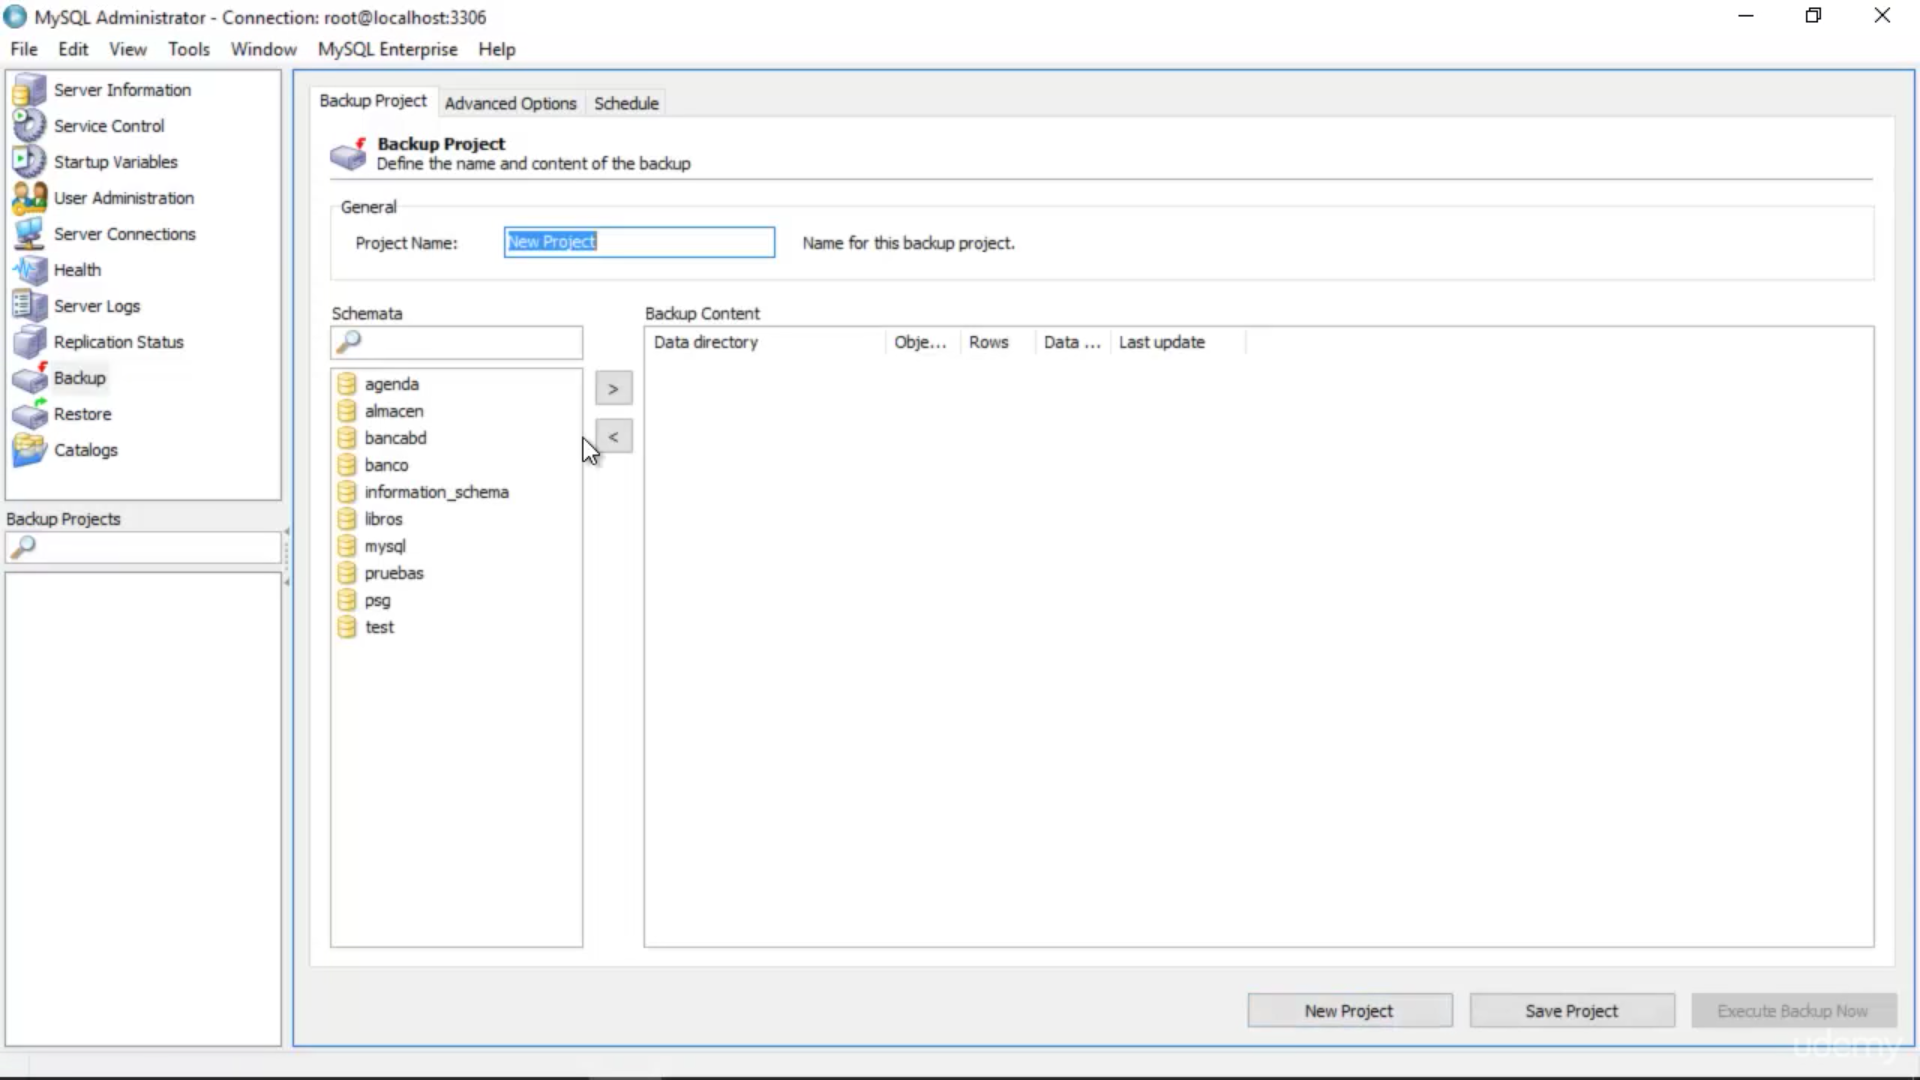 MySQL Administrator - Connection: root@localhost:3306
File Edit View Tools Window MySQL Enterprise Help
Server Information
Service Control
Startup Variables
User Administration
Server Connections
Health
Server Logs
Replication Status
Backup
Restore
Catalogs
Backup Projects
Backup Project Advanced Options Schedule
Backup Project
Define the name and content of the backup
General
Project Name: New Project Name for this backup project.
Schemata
agenda
almacen
bancabd
banco
information_schema
libros
mysql
pruebas
psg
test
>
<
Backup Content
Data directory Obje... Rows Data ... Last update
New Project Save Project Execute Backup Now
udemy